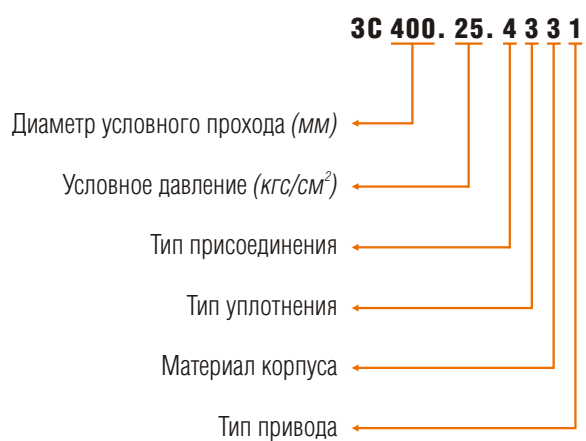 ЗС 400. 25. 4 3 3 1
Диаметр условного прохода (мм)
Условное давление (кгс/см²)
Тип присоединения
Тип уплотнения
Материал корпуса
Тип привода